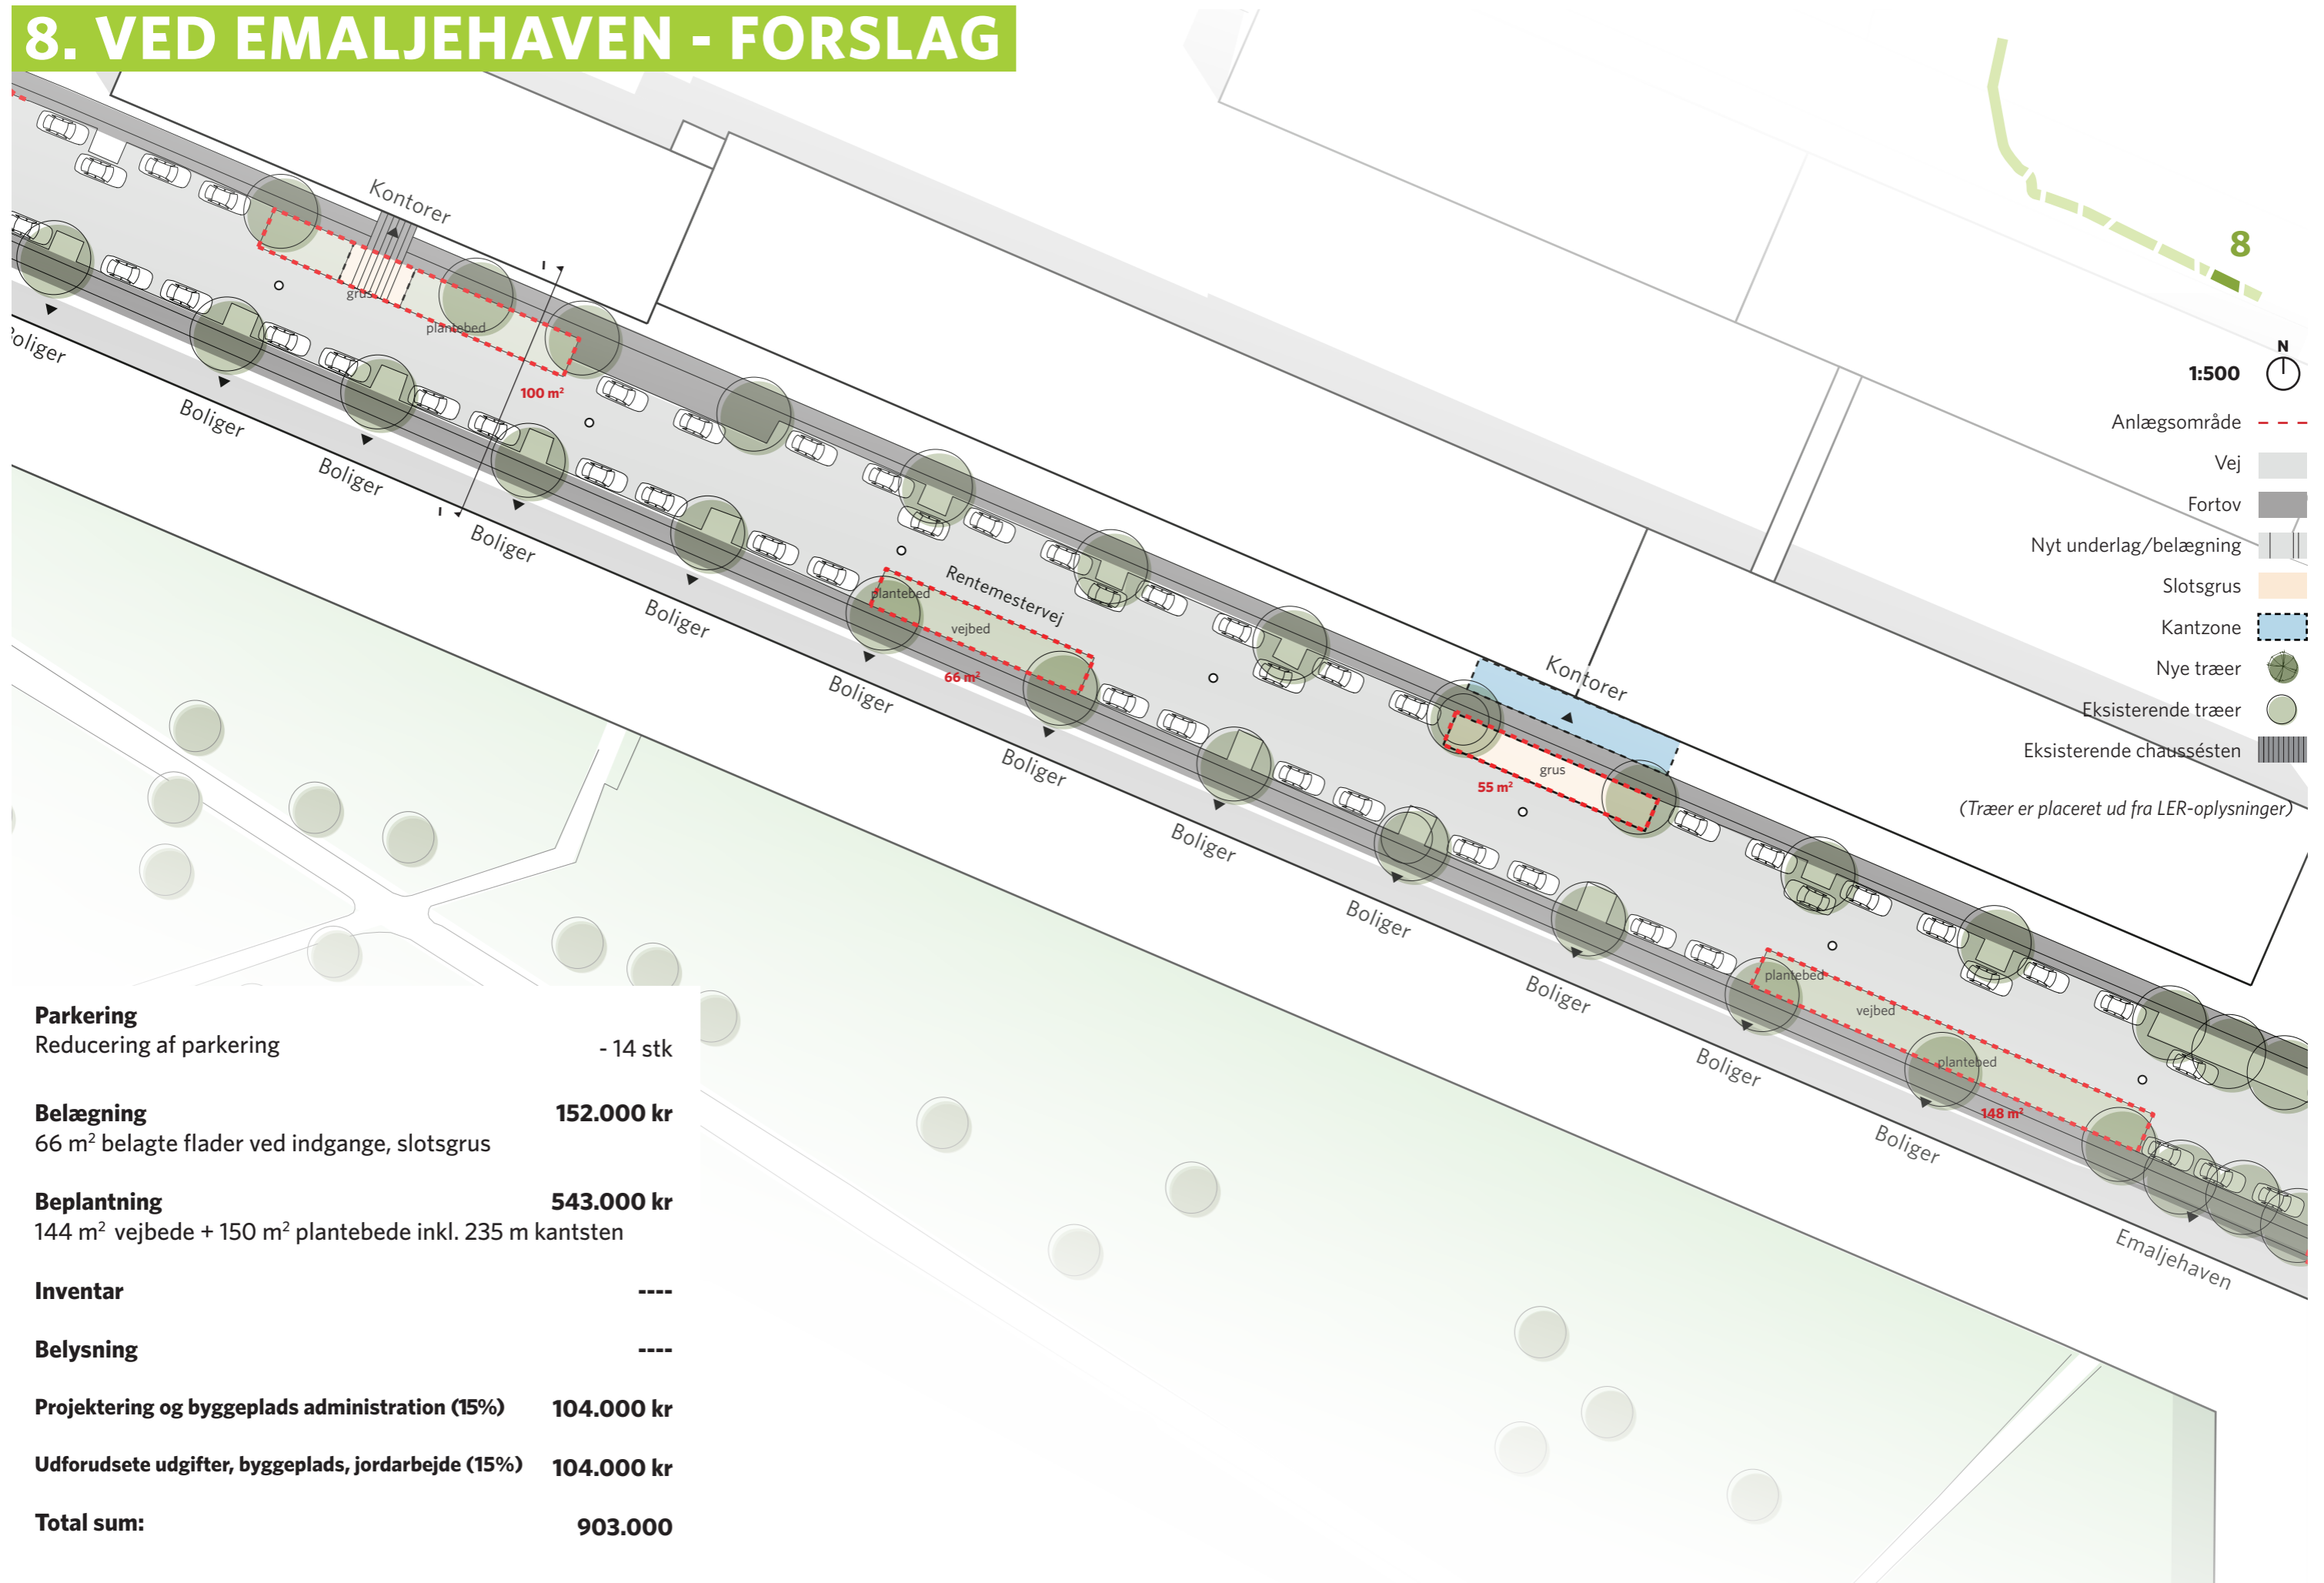 8. VED EMALJEHAVEN - FORSLAG
8
N
1:500
Anlægsområde
Vej
Fortov
Nyt underlag/belægning
Slotsgrus
Kantzone
Nye træer
Eksisterende træer
Eksisterende chaussésten
(Træer er placeret ud fra LER-oplysninger)
Kontorer
I
grus
plantebed
100 m²
I
Boliger
Boliger
Boliger
Boliger
Rentemestervej
plantebed
vejbed
66 m²
Boliger
Boliger
Boliger
Kontorer
grus
55 m²
Boliger
Boliger
Boliger
plantebed
vejbed
plantebed
148 m²
Boliger
Boliger
Emaljehaven
Parkering
Reducering af parkering - 14 stk
Belægning 152.000 kr
66 m² belagte flader ved indgange, slotsgrus
Beplantning 543.000 kr
144 m² vejbede + 150 m² plantebede inkl. 235 m kantsten
Inventar ----
Belysning ----
Projektering og byggeplads administration (15%) 104.000 kr
Udforudsete udgifter, byggeplads, jordarbejde (15%) 104.000 kr
Total sum: 903.000